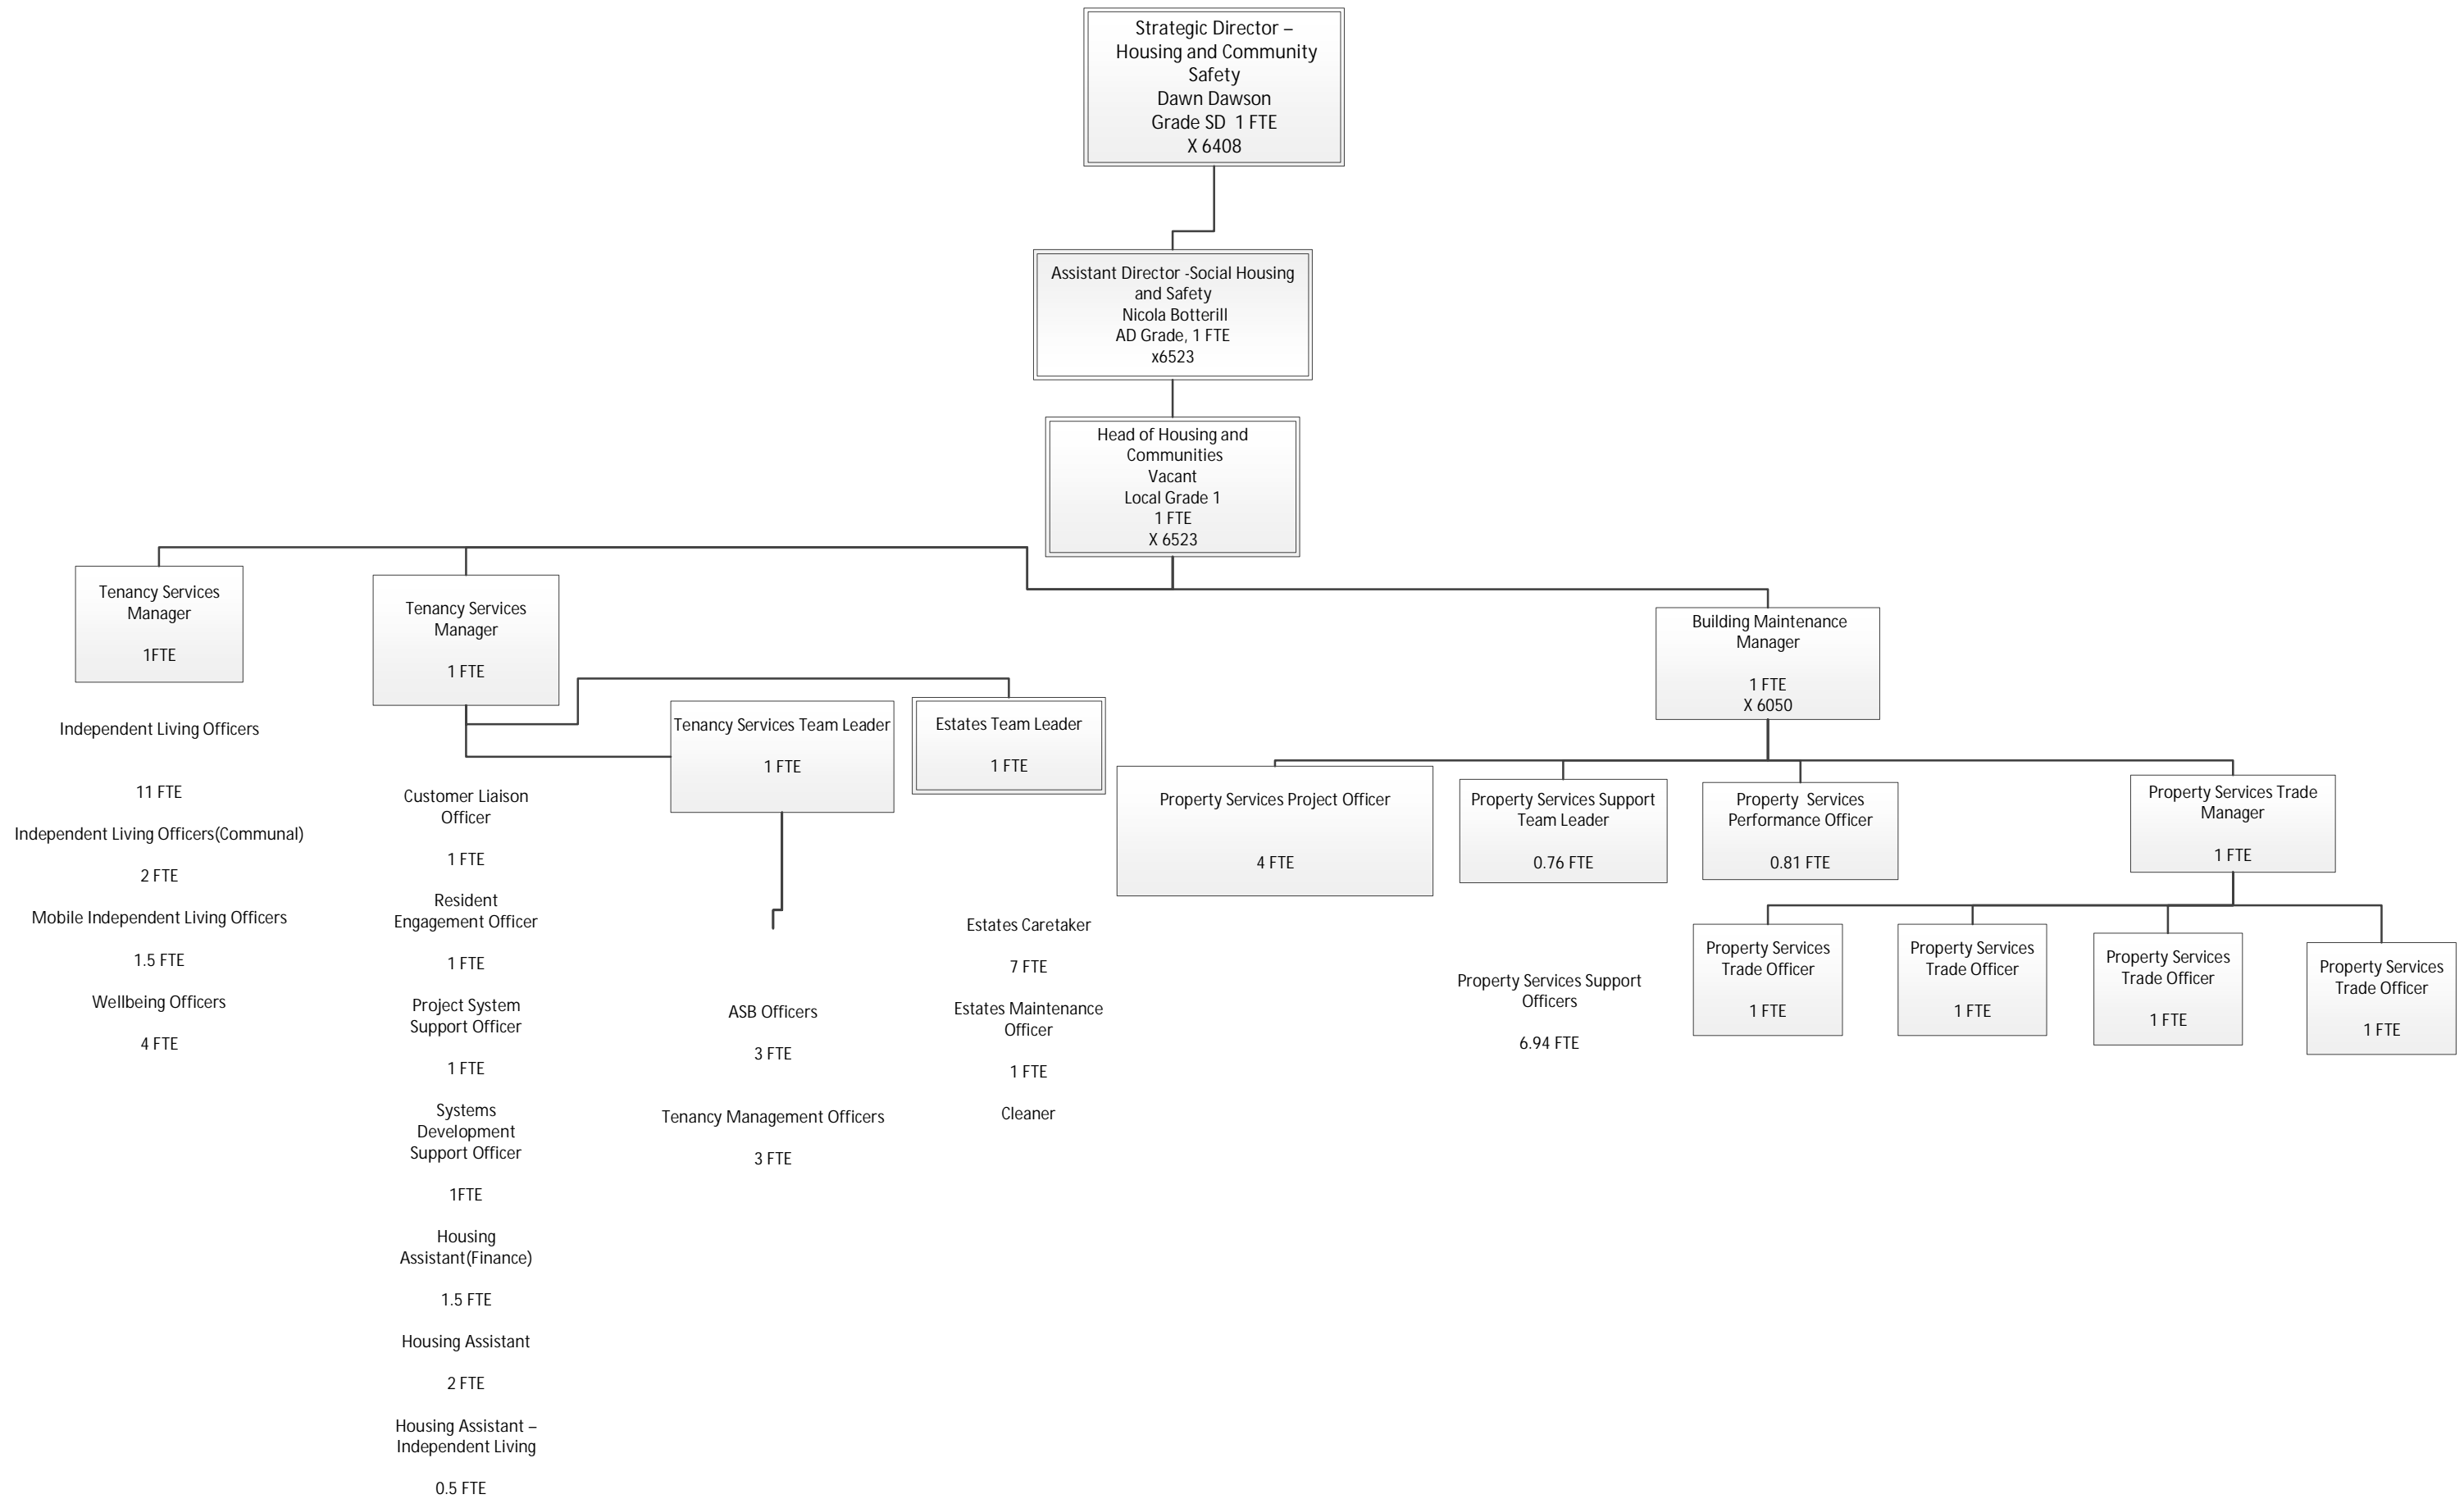 Strategic Director –
Housing and Community
Safety
Dawn Dawson
Grade SD  1 FTE
X 6408
Assistant Director -Social Housing
and Safety
Nicola Botterill
AD Grade, 1 FTE
x6523
Head of Housing and
Communities
Vacant
Local Grade 1
1 FTE
X 6523
Tenancy Services
Manager
1FTE
Independent Living Officers
11 FTE
Independent Living Officers(Communal)
2 FTE
Mobile Independent Living Officers
1.5 FTE
Wellbeing Officers
4 FTE
Tenancy Services
Manager
1 FTE
Customer Liaison
Officer
1 FTE
Resident
Engagement Officer
1 FTE
Project System
Support Officer
1 FTE
Systems
Development
Support Officer
1FTE
Housing
Assistant(Finance)
1.5 FTE
Housing Assistant
2 FTE
Housing Assistant –
Independent Living
0.5 FTE
Tenancy Services Team Leader
1 FTE
ASB Officers
3 FTE
Tenancy Management Officers
3 FTE
Estates Team Leader
1 FTE
Estates Caretaker
7 FTE
Estates Maintenance
Officer
1 FTE
Cleaner
Building Maintenance
Manager
1 FTE
X 6050
Property Services Project Officer
4 FTE
Property Services Support
Team Leader
0.76 FTE
Property Services Support
Officers
6.94 FTE
Property  Services
Performance Officer
0.81 FTE
Property Services Trade
Manager
1 FTE
Property Services
Trade Officer
1 FTE
Property Services
Trade Officer
1 FTE
Property Services
Trade Officer
1 FTE
Property Services
Trade Officer
1 FTE